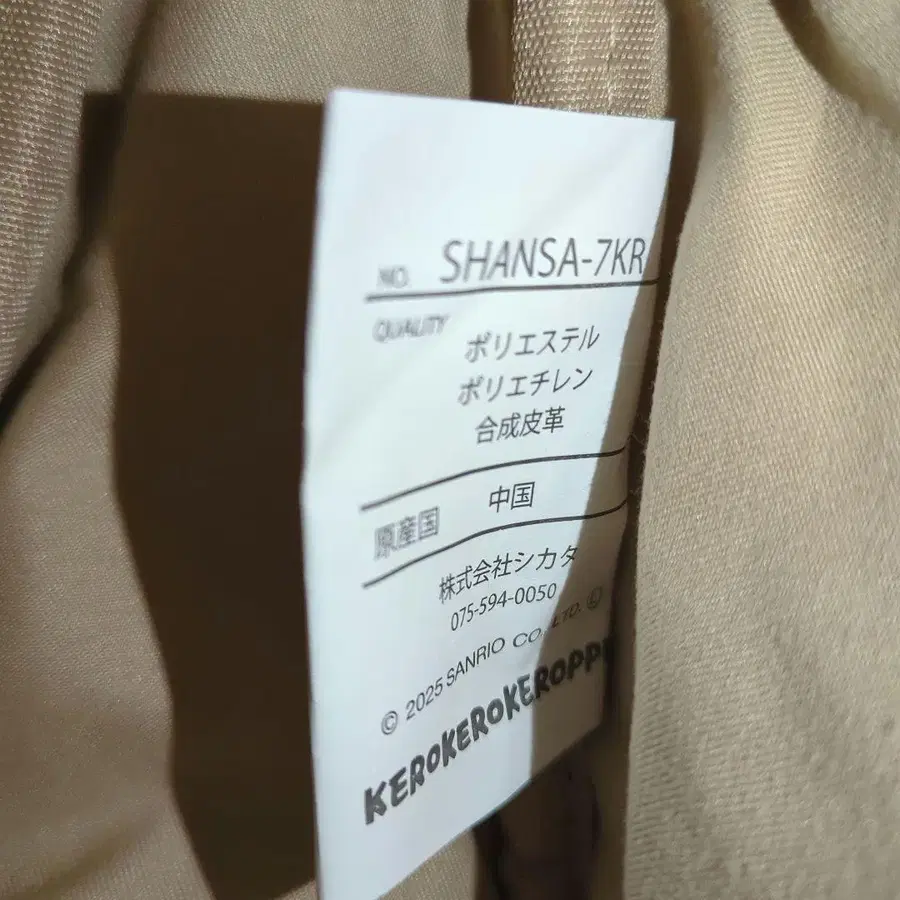 NO. SHANSA-7KR
QUALITY
ポリエステル
ポリエチレン
合成皮革
原産国 中国
株式会社シカタ
075-594-0050
© 2025 SANRIO CO., LTD. Ⓛ
KEROKEROKEROPPI